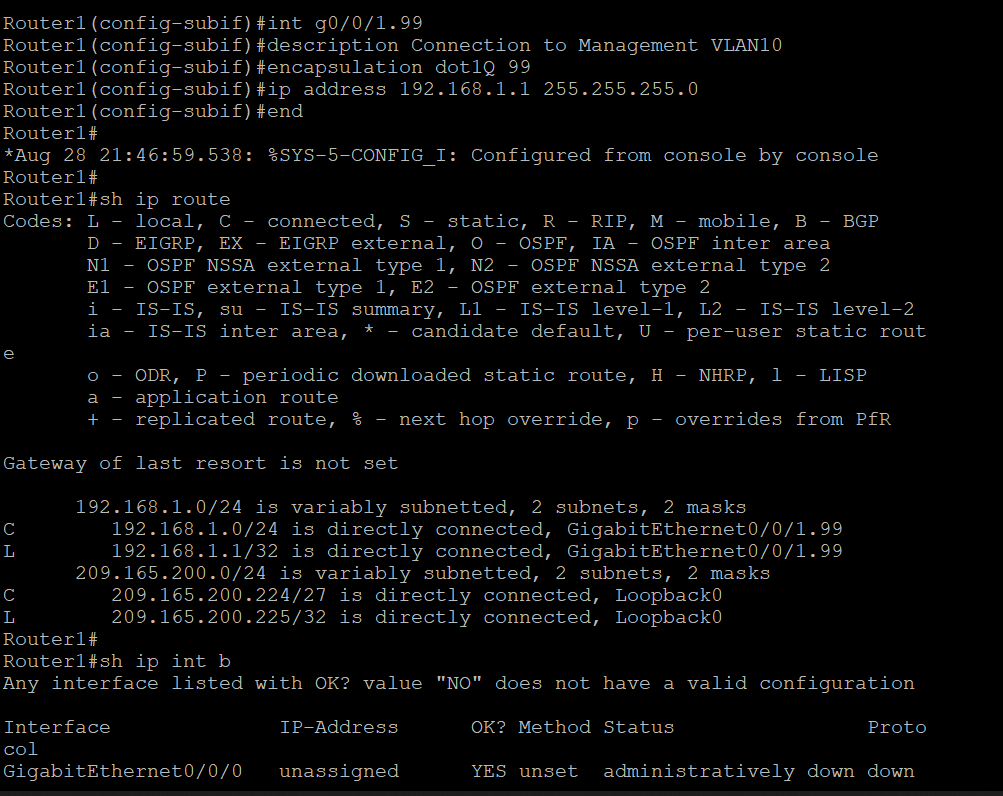 Router1(config-subif)#int g0/0/1.99
Router1(config-subif)#description Connection to Management VLAN10
Router1(config-subif)#encapsulation dot1Q 99
Router1(config-subif)#ip address 192.168.1.1 255.255.255.0
Router1(config-subif)#end
Router1#
*Aug 28 21:46:59.538: %SYS-5-CONFIG_I: Configured from console by console
Router1#
Router1#sh ip route
Codes: L - local, C - connected, S - static, R - RIP, M - mobile, B - BGP
       D - EIGRP, EX - EIGRP external, O - OSPF, IA - OSPF inter area
       N1 - OSPF NSSA external type 1, N2 - OSPF NSSA external type 2
       E1 - OSPF external type 1, E2 - OSPF external type 2
       i - IS-IS, su - IS-IS summary, L1 - IS-IS level-1, L2 - IS-IS level-2
       ia - IS-IS inter area, * - candidate default, U - per-user static rout
e
       o - ODR, P - periodic downloaded static route, H - NHRP, l - LISP
       a - application route
       + - replicated route, % - next hop override, p - overrides from PfR

Gateway of last resort is not set

      192.168.1.0/24 is variably subnetted, 2 subnets, 2 masks
C        192.168.1.0/24 is directly connected, GigabitEthernet0/0/1.99
L        192.168.1.1/32 is directly connected, GigabitEthernet0/0/1.99
      209.165.200.0/24 is variably subnetted, 2 subnets, 2 masks
C        209.165.200.224/27 is directly connected, Loopback0
L        209.165.200.225/32 is directly connected, Loopback0
Router1#
Router1#sh ip int b
Any interface listed with OK? value "NO" does not have a valid configuration

Interface              IP-Address      OK? Method Status                Proto
col
GigabitEthernet0/0/0   unassigned      YES unset  administratively down down